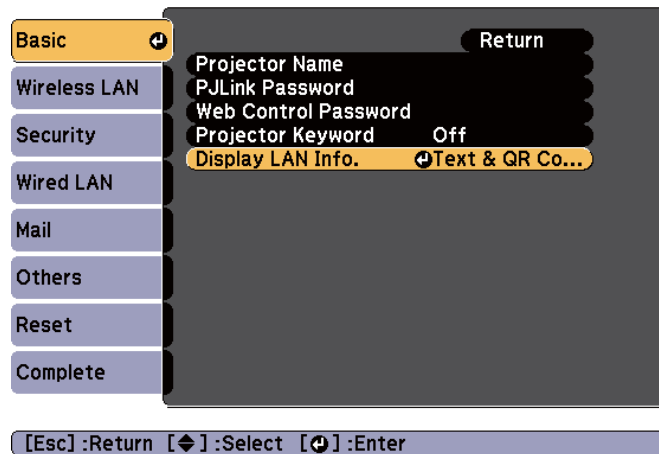 Basic
Wireless LAN
Security
Wired LAN
Mail
Others
Reset
Complete
Return
Projector Name
PJLink Password
Web Control Password
Projector Keyword Off
Display LAN Info. Text & QR Co...
[Esc] :Return [◆] :Select [↵] :Enter